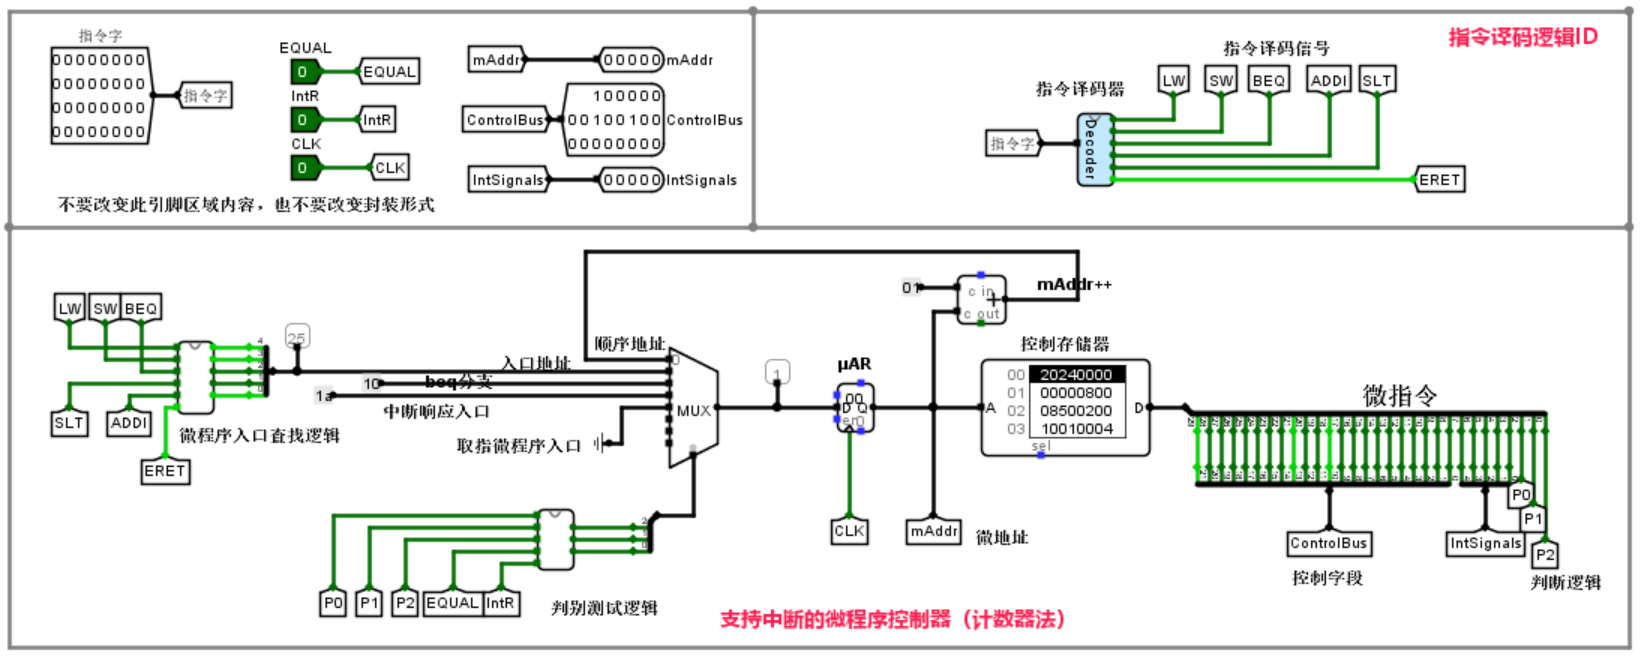 指令字
00000000
00000000
00000000
00000000
指令字
EQUAL
0
EQUAL
IntR
0
IntR
CLK
0
CLK
mAddr
00000
mAddr
ControlBus
100000
00100100
00000000
ControlBus
IntSignals
00000
IntSignals
不要改变此引脚区域内容，也不要改变封装形式
指令译码逻辑ID
指令译码信号
LW
SW
BEQ
ADDI
SLT
指令译码器
指令字
Decoder
ERET
LW
SW
BEQ
SLT
ADDI
ERET
微程序入口查找逻辑
25
入口地址
10
beq分支
1a
中断响应入口
取指微程序入口
顺序地址
0
MUX
1
01
c in
+
c out
mAddr++
μAR
00
D Q
en0
CLK
mAddr
微地址
控制存储器
00 20240000
01 00000800
02 08500200
03 10010004
A
D
sel
微指令
P0
P1
P2
ControlBus
控制字段
IntSignals
判断逻辑
P0
P1
P2
EQUAL
IntR
判别测试逻辑
支持中断的微程序控制器（计数器法）